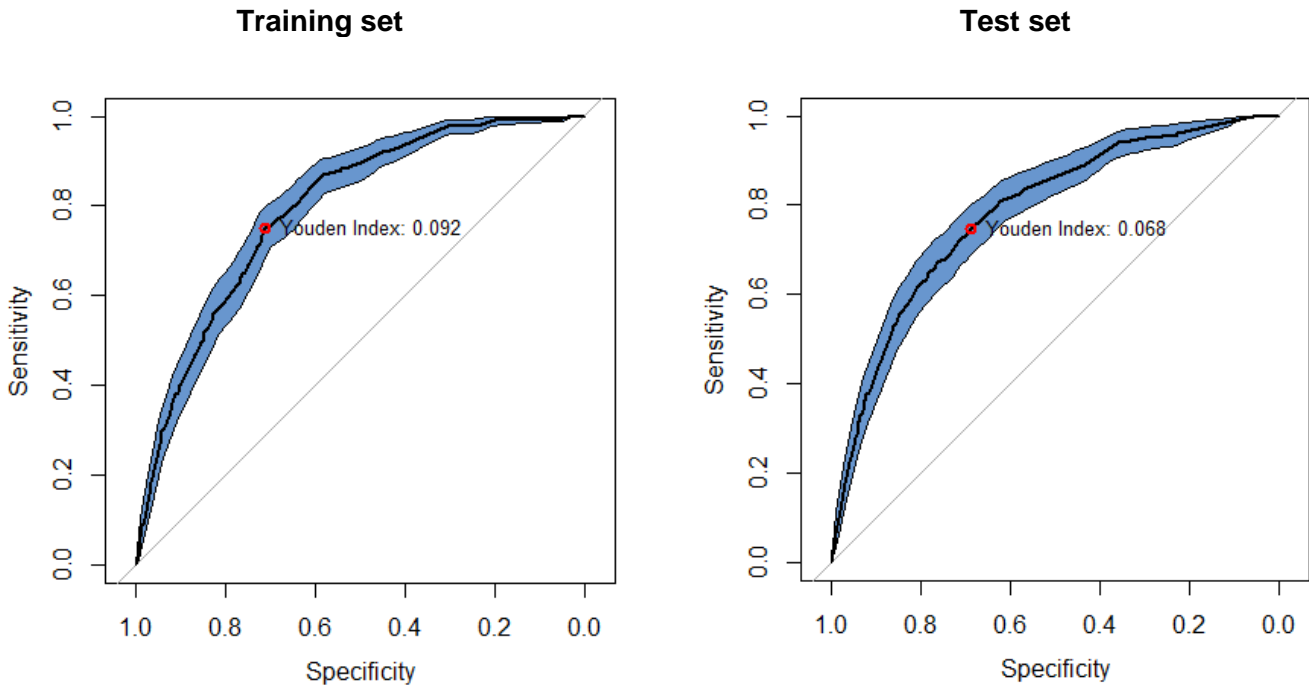 Training set
1.0
0.8
0.6
0.4
0.2
0.0
Sensitivity
Youden Index: 0.092
1.0 0.8 0.6 0.4 0.2 0.0
Specificity
Test set
1.0
0.8
0.6
0.4
0.2
0.0
Sensitivity
Youden Index: 0.068
1.0 0.8 0.6 0.4 0.2 0.0
Specificity